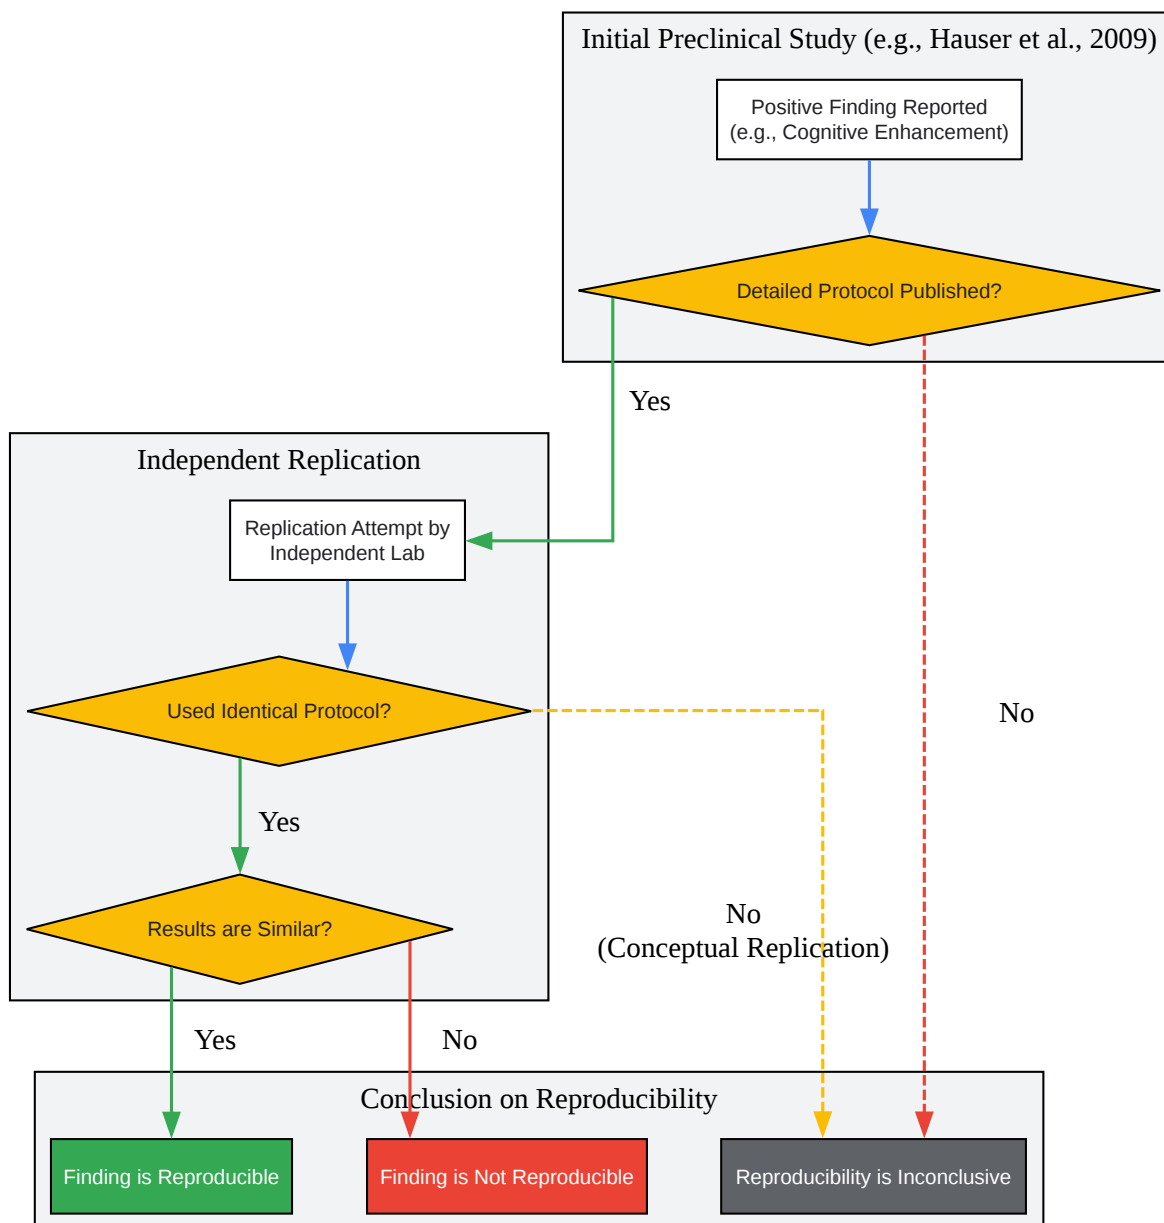 Initial Preclinical Study (e.g., Hauser et al., 2009)
Positive Finding Reported
(e.g., Cognitive Enhancement)
Detailed Protocol Published?
Yes
Independent Replication
Replication Attempt by
Independent Lab
Used Identical Protocol?
No
Yes
Results are Similar?
No
(Conceptual Replication)
Yes
No
Conclusion on Reproducibility
Finding is Reproducible
Finding is Not Reproducible
Reproducibility is Inconclusive